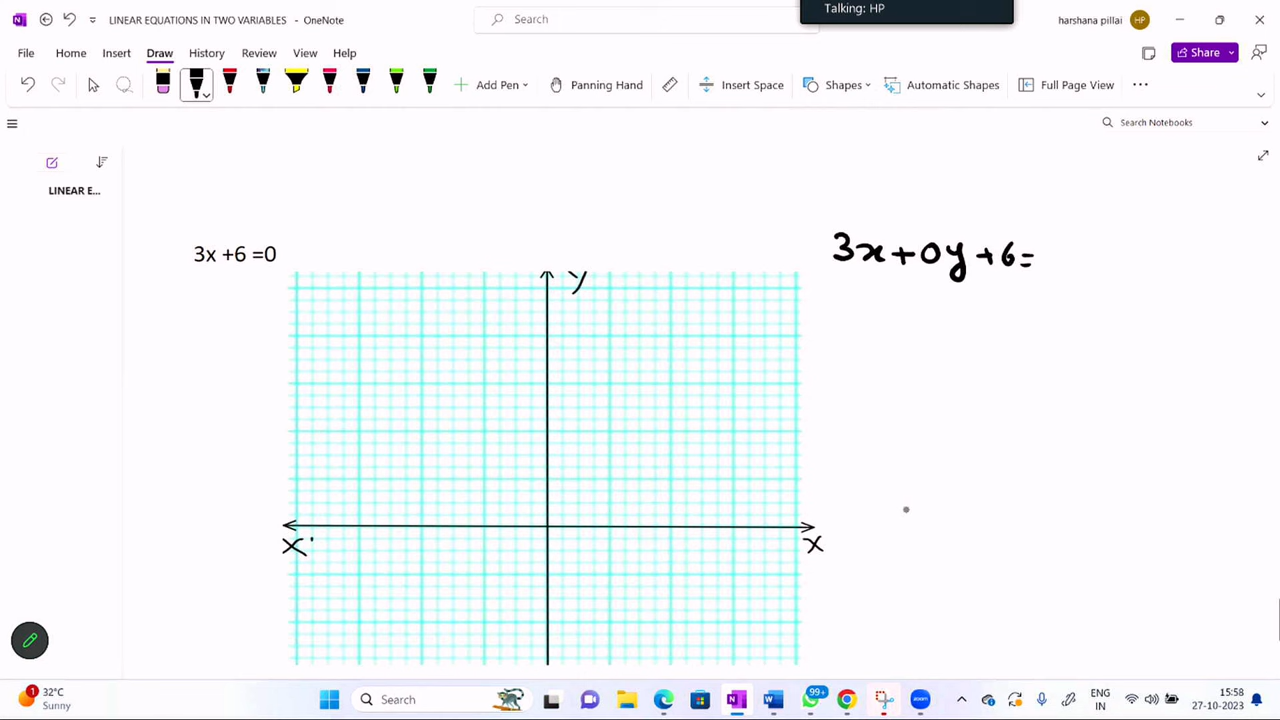 LINEAR EQUATIONS IN TWO VARIABLES - OneNote
Search
Talking: HP
harshana pillai
HP
File Home Insert Draw History Review View Help
Share
Add Pen
Panning Hand
Insert Space
Shapes
Automatic Shapes
Full Page View
Search Notebooks
LINEAR E...
3x +6 =0
3x+0y+6=
y
x'
x
1
32°C
Sunny
Search
99+
ENG
IN
15:58
27-10-2023